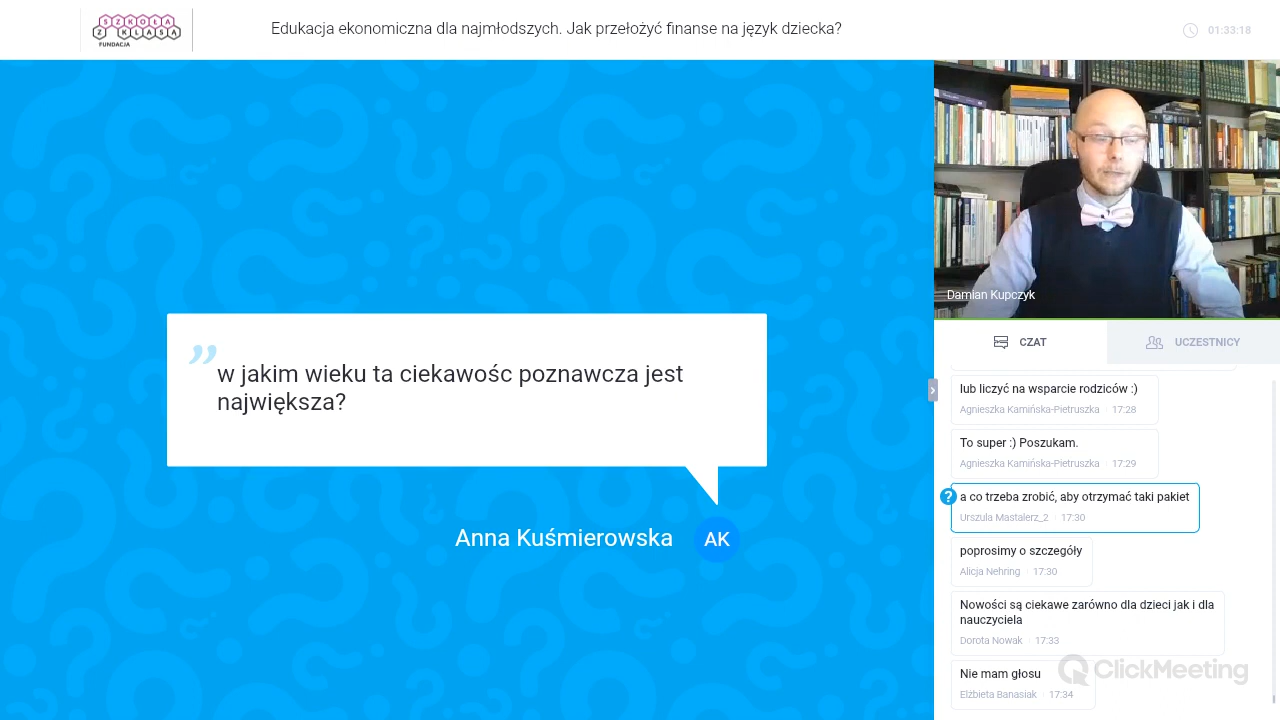 SZKOŁA
Z KLASĄ
FUNDACJA
Edukacja ekonomiczna dla najmłodszych. Jak przełożyć finanse na język dziecka?
01:33:18
w jakim wieku ta ciekawośc poznawcza jest
największa?
Anna Kuśmierowska
AK
Damian Kupczyk
CZAT
UCZESTNICY
lub liczyć na wsparcie rodziców :)
Agnieszka Kamińska-Pietruszka 17:28
To super :) Poszukam.
Agnieszka Kamińska-Pietruszka 17:29
a co trzeba zrobić, aby otrzymać taki pakiet
Urszula Mastalerz_2 17:30
poprosimy o szczegóły
Alicja Nehring 17:30
Nowości są ciekawe zarówno dla dzieci jak i dla
nauczyciela
Dorota Nowak 17:33
Nie mam głosu
Elżbieta Banasiak 17:34
ClickMeeting